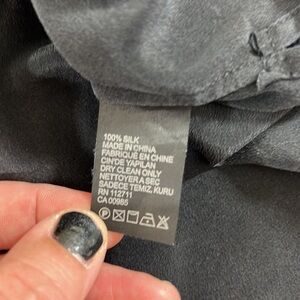 100% SILK
MADE IN CHINA
FABRIQUÉ EN CHINE
CIN'DE YAPILAN
DRY CLEAN ONLY
NETTOYER A SEC
SADECE TEMIZ. KURU
RN 112711
CA 00985